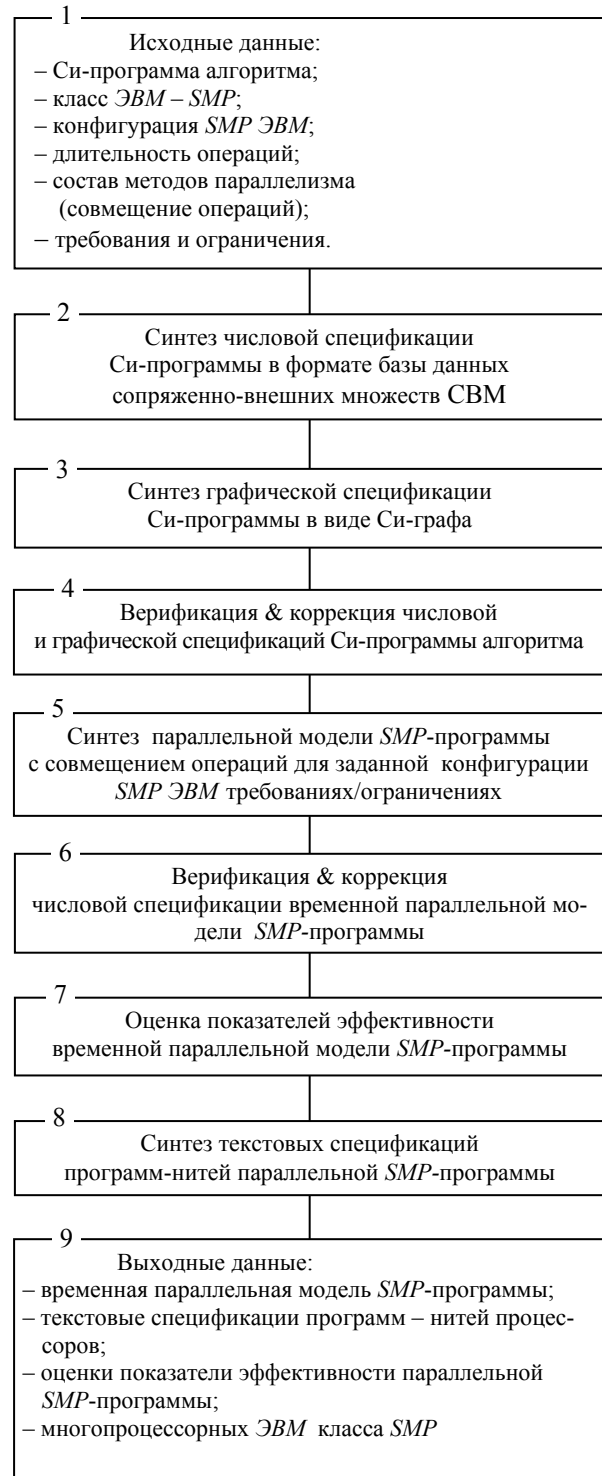 1
Исходные данные:
– Си-программа алгоритма;
– класс ЭВМ – SMP;
– конфигурация SMP ЭВМ;
– длительность операций;
– состав методов параллелизма
(совмещение операций);
– требования и ограничения.
2
Синтез числовой спецификации
Си-программы в формате базы данных
сопряженно-внешних множеств СВМ
3
Синтез графической спецификации
Си-программы в виде Си-графа
4
Верификация & коррекция числовой
и графической спецификаций Си-программы алгоритма
5
Синтез параллельной модели SMP-программы
с совмещением операций для заданной конфигурации
SMP ЭВМ требованиях/ограничениях
6
Верификация & коррекция
числовой спецификации временной параллельной мо-
дели SMP-программы
7
Оценка показателей эффективности
временной параллельной модели SMP-программы
8
Синтез текстовых спецификаций
программ-нитей параллельной SMP-программы
9
Выходные данные:
– временная параллельная модель SMP-программы;
– текстовые спецификации программ – нитей процес-
соров;
– оценки показатели эффективности параллельной
SMP-программы;
– многопроцессорных ЭВМ класса SMP